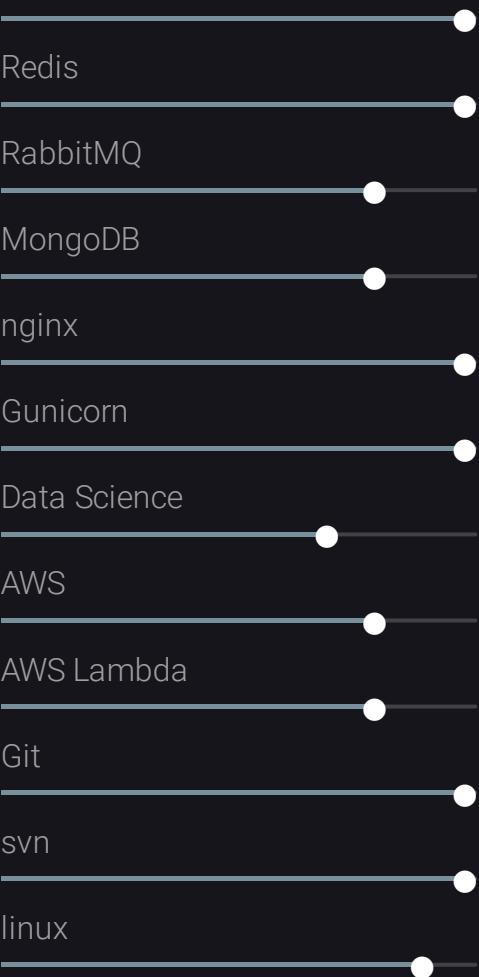 Redis
RabbitMQ
MongoDB
nginx
Gunicorn
Data Science
AWS
AWS Lambda
Git
svn
linux